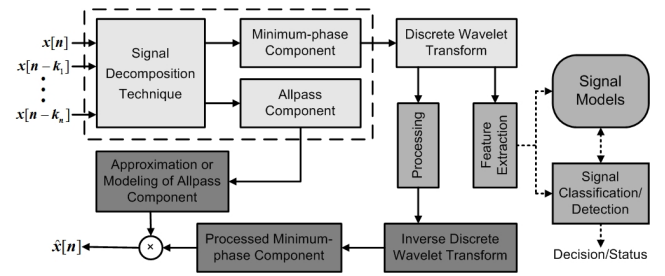 x[n]
x[n − k₁]
x[n − kₙ]
Signal
Decomposition
Technique
Minimum-phase
Component
Allpass
Component
Discrete Wavelet
Transform
Processing
Feature
Extraction
Signal
Models
Signal
Classification/
Detection
Decision/Status
Approximation or
Modeling of Allpass
Component
x̂[n]
×
Processed Minimum-
phase Component
Inverse Discrete
Wavelet Transform